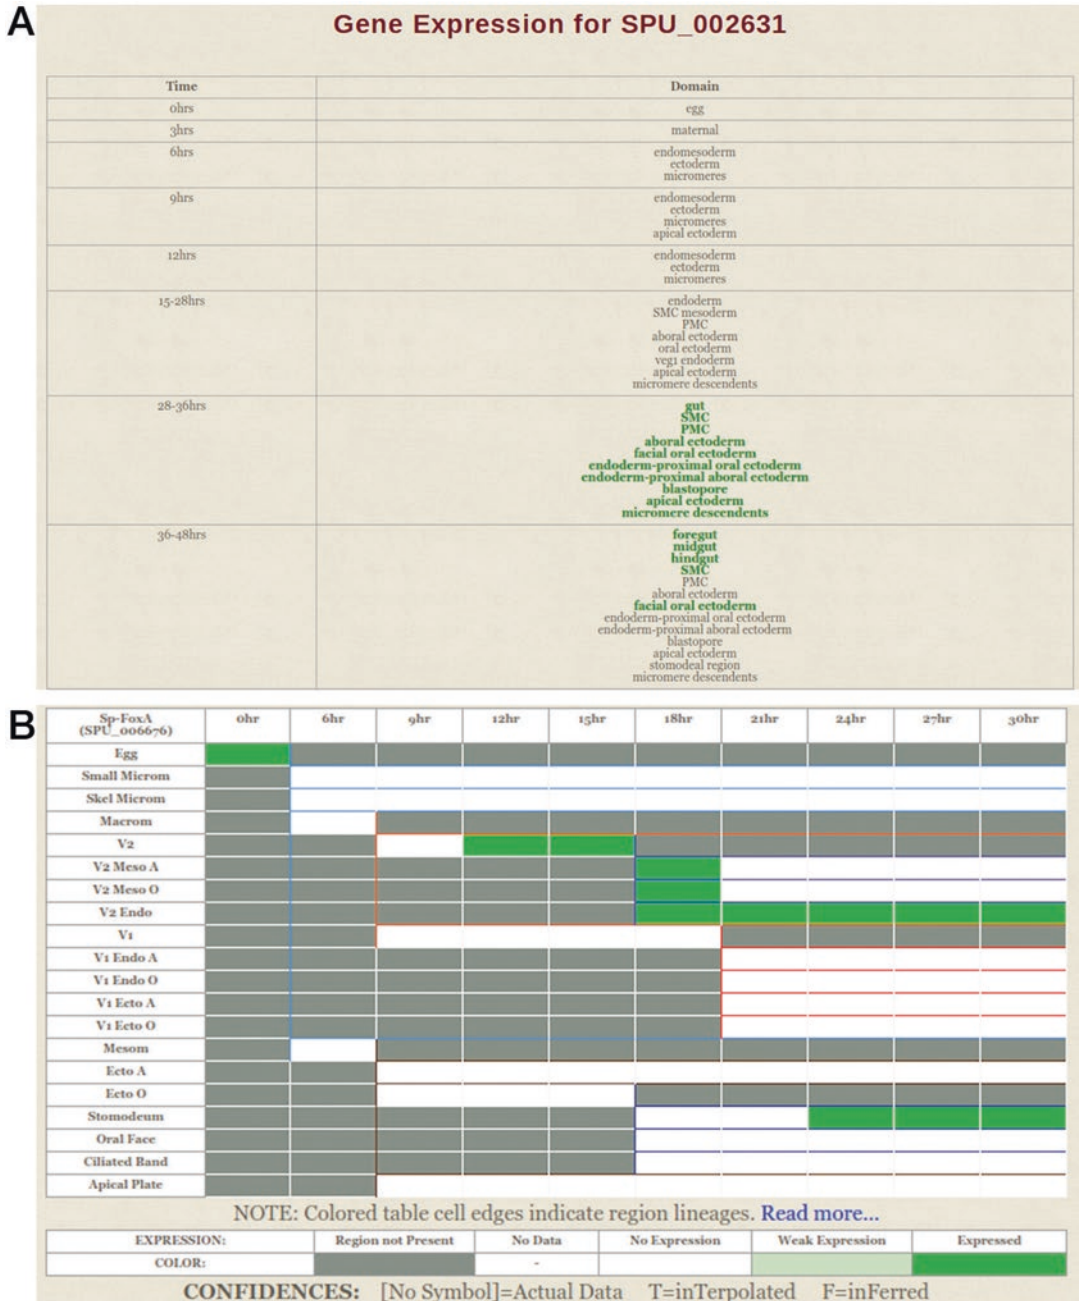 A
Gene Expression for SPU_002631
Time Domain
0hrs egg
3hrs maternal
6hrs endomesoderm
ectoderm
micromeres
9hrs endomesoderm
ectoderm
micromeres
apical ectoderm
12hrs endomesoderm
ectoderm
micromeres
15-28hrs endoderm
SMC mesoderm
PMC
aboral ectoderm
oral ectoderm
veg1 endoderm
apical ectoderm
micromere descendents
28-36hrs gut
SMC
PMC
aboral ectoderm
facial oral ectoderm
endoderm-proximal oral ectoderm
endoderm-proximal aboral ectoderm
blastopore
apical ectoderm
micromere descendents
36-48hrs foregut
midgut
hindgut
SMC
PMC
aboral ectoderm
facial oral ectoderm
endoderm-proximal oral ectoderm
endoderm-proximal aboral ectoderm
blastopore
apical ectoderm
stomodeal region
micromere descendents
B
Sp-FoxA 0hr 6hr 9hr 12hr 15hr 18hr 21hr 24hr 27hr 30hr
(SPU_006676)
Egg
Small Microm
Skel Microm
Macrom
V2
V2 Meso A
V2 Meso O
V2 Endo
V1
V1 Endo A
V1 Endo O
V1 Ecto A
V1 Ecto O
Mesom
Ecto A
Ecto O
Stomodeum
Oral Face
Ciliated Band
Apical Plate
NOTE: Colored table cell edges indicate region lineages. Read more...
EXPRESSION: Region not Present No Data No Expression Weak Expression Expressed
COLOR: -
CONFIDENCES: [No Symbol]=Actual Data T=inTerpolated F=inFerred